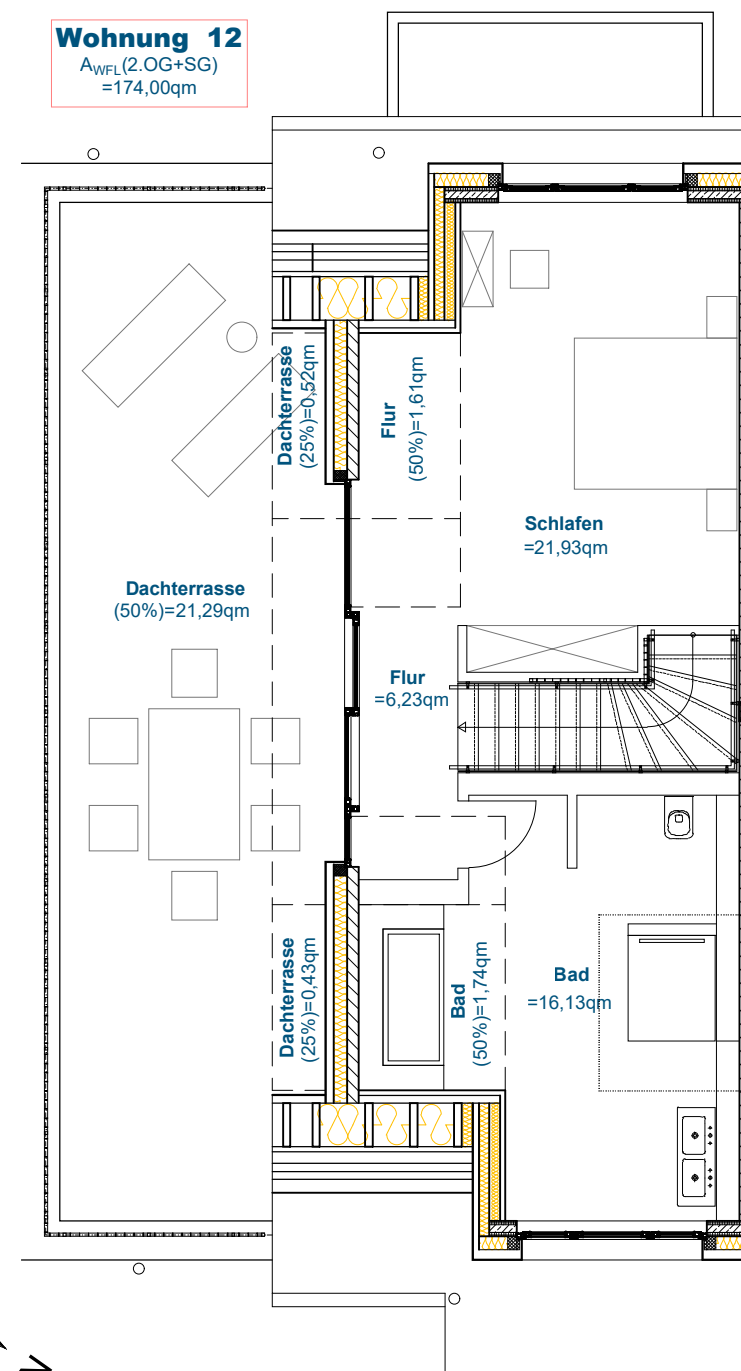 Wohnung 12
AWFL(2.OG+SG)
=174,00qm
Dachterrasse
(25%)=0,52qm
Flur
(50%)=1,61qm
Schlafen
=21,93qm
Dachterrasse
(50%)=21,29qm
Flur
=6,23qm
Dachterrasse
(25%)=0,43qm
Bad
(50%)=1,74qm
Bad
=16,13qm